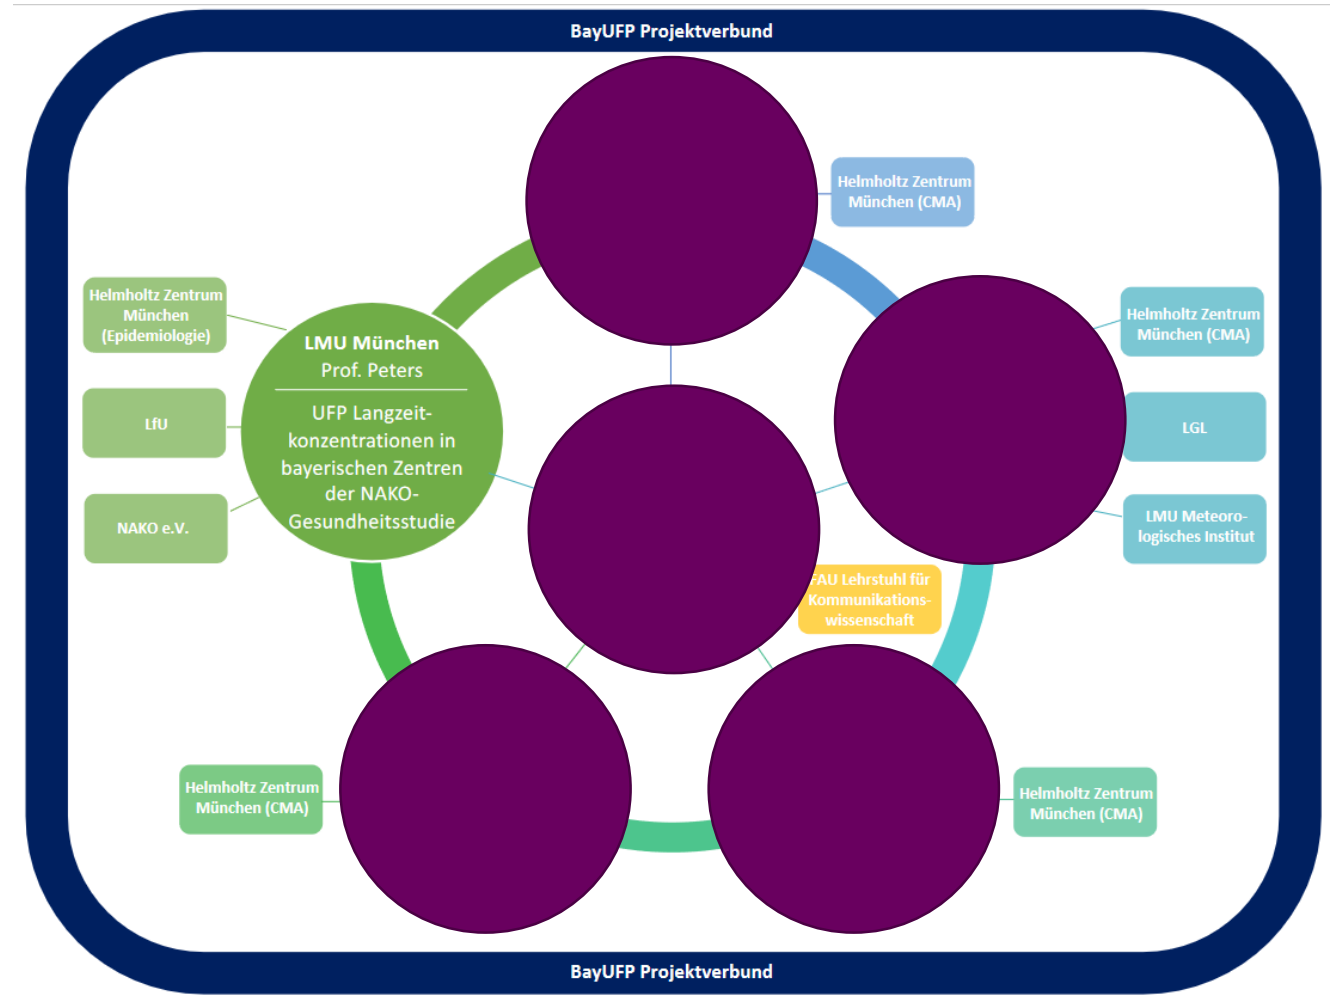 BayUFP Projektverbund
Helmholtz Zentrum
München (CMA)
Helmholtz Zentrum
München
(Epidemiologie)
LfU
NAKO e.V.
LMU München
Prof. Peters
UFP Langzeit-
konzentrationen in
bayerischen Zentren
der NAKO-
Gesundheitsstudie
Helmholtz Zentrum
München (CMA)
LGL
LMU Meteoro-
logisches Institut
FAU Lehrstuhl für
Kommunikations-
wissenschaft
Helmholtz Zentrum
München (CMA)
Helmholtz Zentrum
München (CMA)
BayUFP Projektverbund